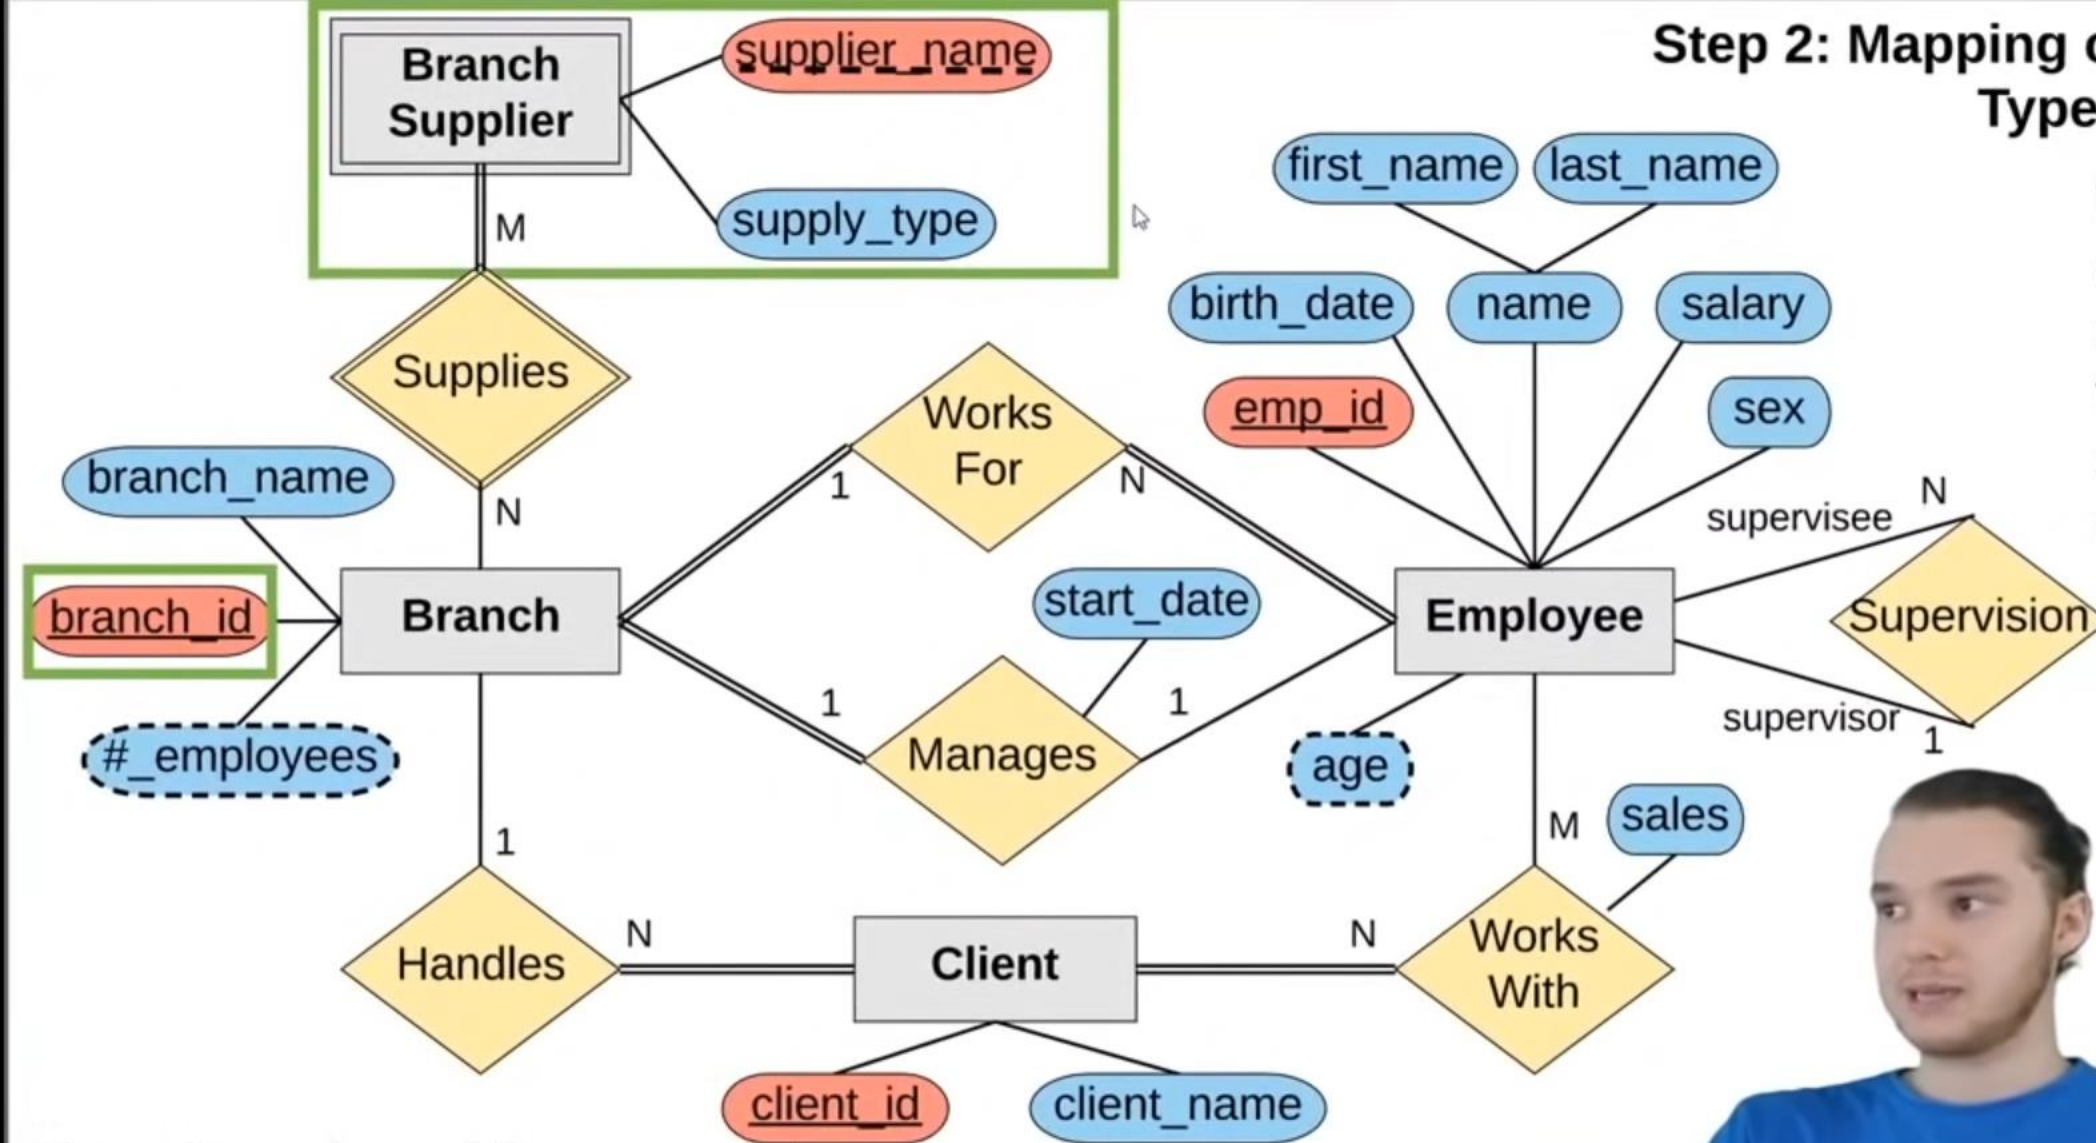 Step 2: Mapping
Type
Branch
Supplier
supplier_name
supply_type
M
Supplies
N
branch_name
branch_id
#_employees
Branch
Works
For
1
N
first_name
last_name
birth_date
name
salary
emp_id
sex
supervisee
N
Employee
Supervision
supervisor
1
start_date
1
Manages
1
age
M
sales
1
Handles
N
Client
N
Works
With
client_id
client_name